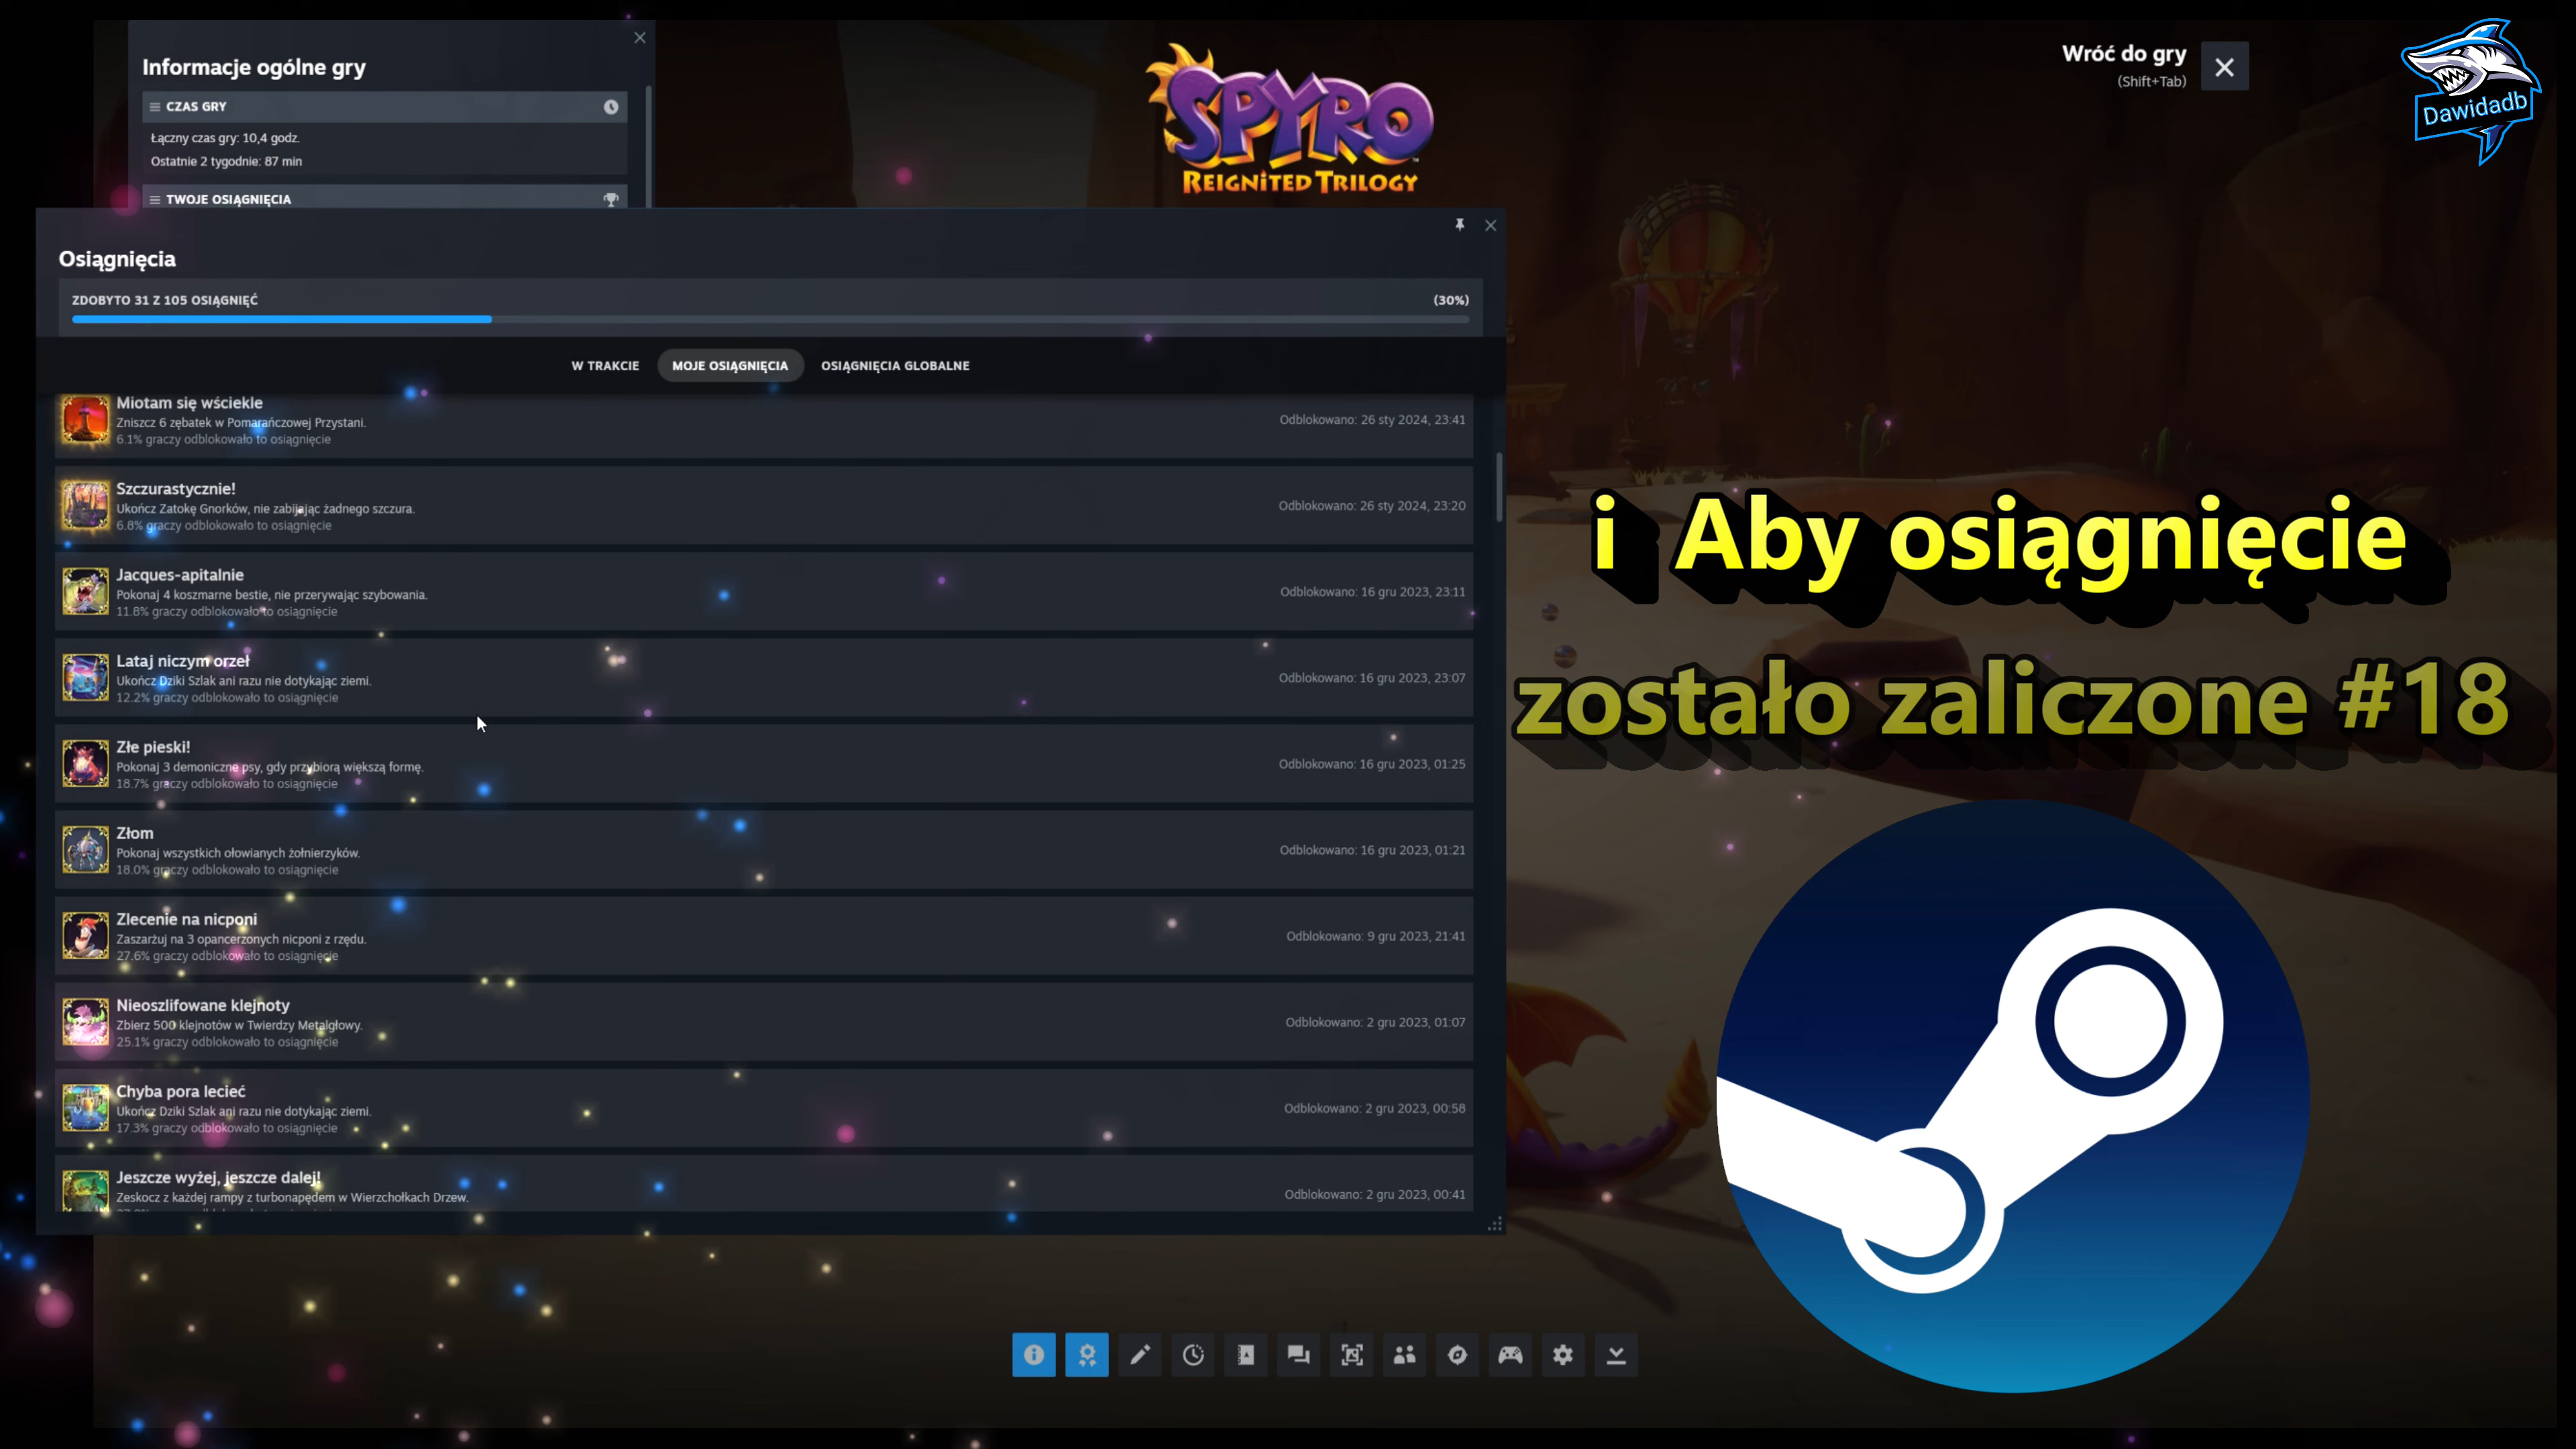 Informacje ogólne gry
CZAS GRY
Łączny czas gry: 10,4 godz.
Ostatnie 2 tygodnie: 87 min
TWOJE OSIĄGNIĘCIA
SPYRO
REIGNITED TRILOGY
Wróć do gry
(Shift+Tab)
Dawidadb
Osiągnięcia
ZDOBYTO 31 Z 105 OSIĄGNIĘĆ (30%)
W TRAKCIE MOJE OSIĄGNIĘCIA OSIĄGNIĘCIA GLOBALNE
Miotam się wściekle
Zniszcz 6 zębatek w Pomarańczowej Przystani.
6.1% graczy odblokowało to osiągnięcie
Odblokowano: 26 sty 2024, 23:41
Szczurastycznie!
Ukończ Zatokę Gnorków, nie zabijając żadnego szczura.
6.8% graczy odblokowało to osiągnięcie
Odblokowano: 26 sty 2024, 23:20
Jacques-apitalnie
Pokonaj 4 koszmarne bestie, nie przerywając szybowania.
11.8% graczy odblokowało to osiągnięcie
Odblokowano: 16 gru 2023, 23:11
Lataj niczym orzeł
Ukończ Dziki Szlak ani razu nie dotykając ziemi.
12.2% graczy odblokowało to osiągnięcie
Odblokowano: 16 gru 2023, 23:07
Złe pieski!
Pokonaj 3 demoniczne psy, gdy przybiorą większą formę.
18.7% graczy odblokowało to osiągnięcie
Odblokowano: 16 gru 2023, 01:25
Złom
Pokonaj wszystkich ołowianych żołnierzyków.
18.0% graczy odblokowało to osiągnięcie
Odblokowano: 16 gru 2023, 01:21
Zlecenie na nicponi
Zaszarżuj na 3 opancerzonych nicponi z rzędu.
27.6% graczy odblokowało to osiągnięcie
Odblokowano: 9 gru 2023, 21:41
Nieoszlifowane klejnoty
Zbierz 500 klejnotów w Twierdzy Metalgłowy.
25.1% graczy odblokowało to osiągnięcie
Odblokowano: 2 gru 2023, 01:07
Chyba pora lecieć
Ukończ Dziki Szlak ani razu nie dotykając ziemi.
17.3% graczy odblokowało to osiągnięcie
Odblokowano: 2 gru 2023, 00:58
Jeszcze wyżej, jeszcze dalej!
Zeskocz z każdej rampy z turbonapędem w Wierzchołkach Drzew.
Odblokowano: 2 gru 2023, 00:41
i Aby osiągnięcie
zostało zaliczone #18